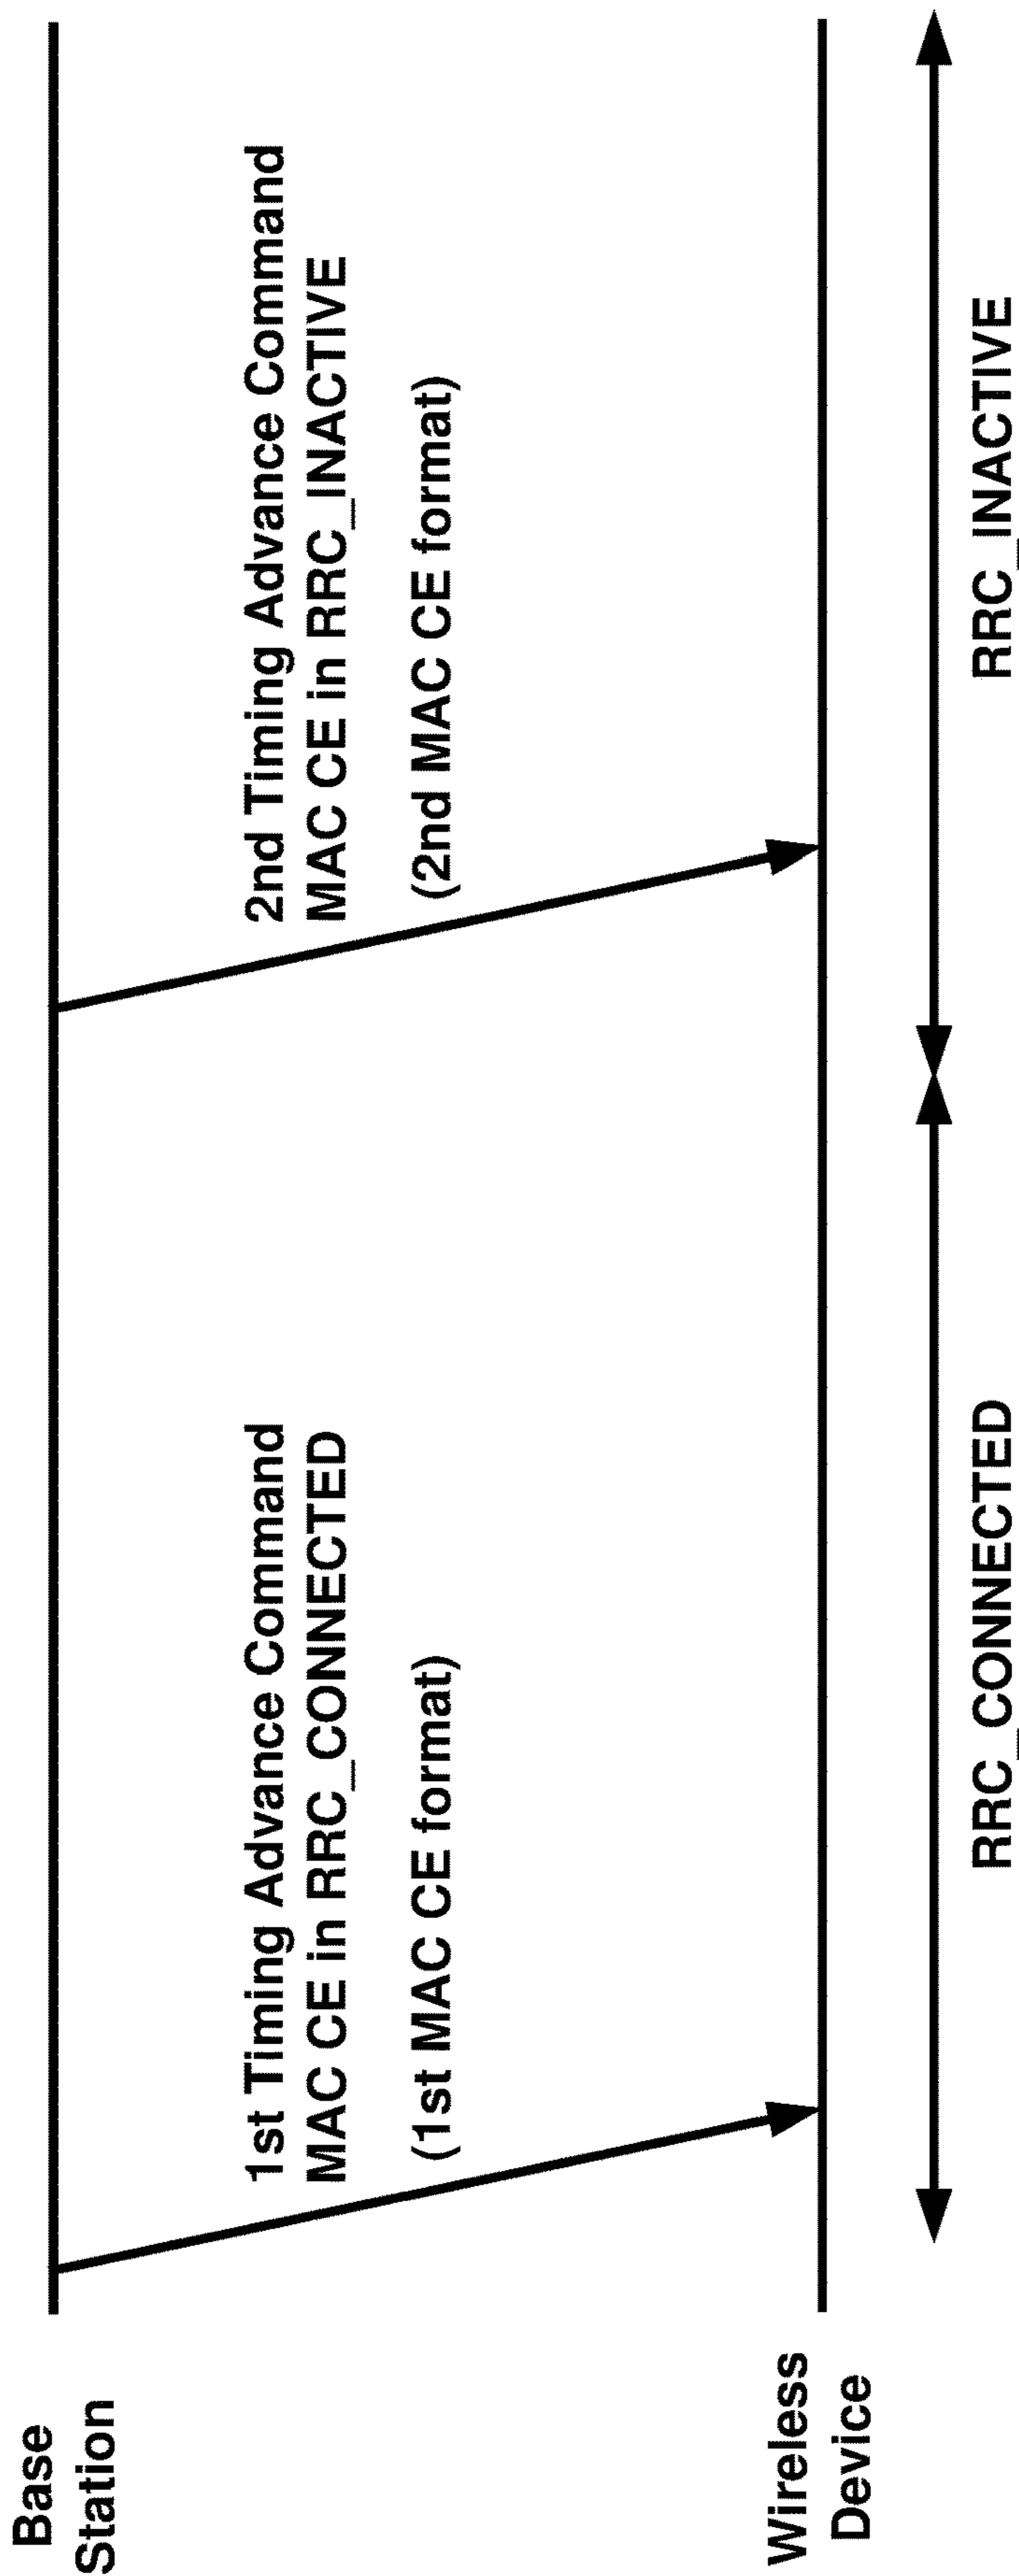 Base
Station
1st Timing Advance Command
MAC CE in RRC_CONNECTED
(1st MAC CE format)
2nd Timing Advance Command
MAC CE in RRC_INACTIVE
(2nd MAC CE format)
Wireless
Device
RRC_CONNECTED
RRC_INACTIVE